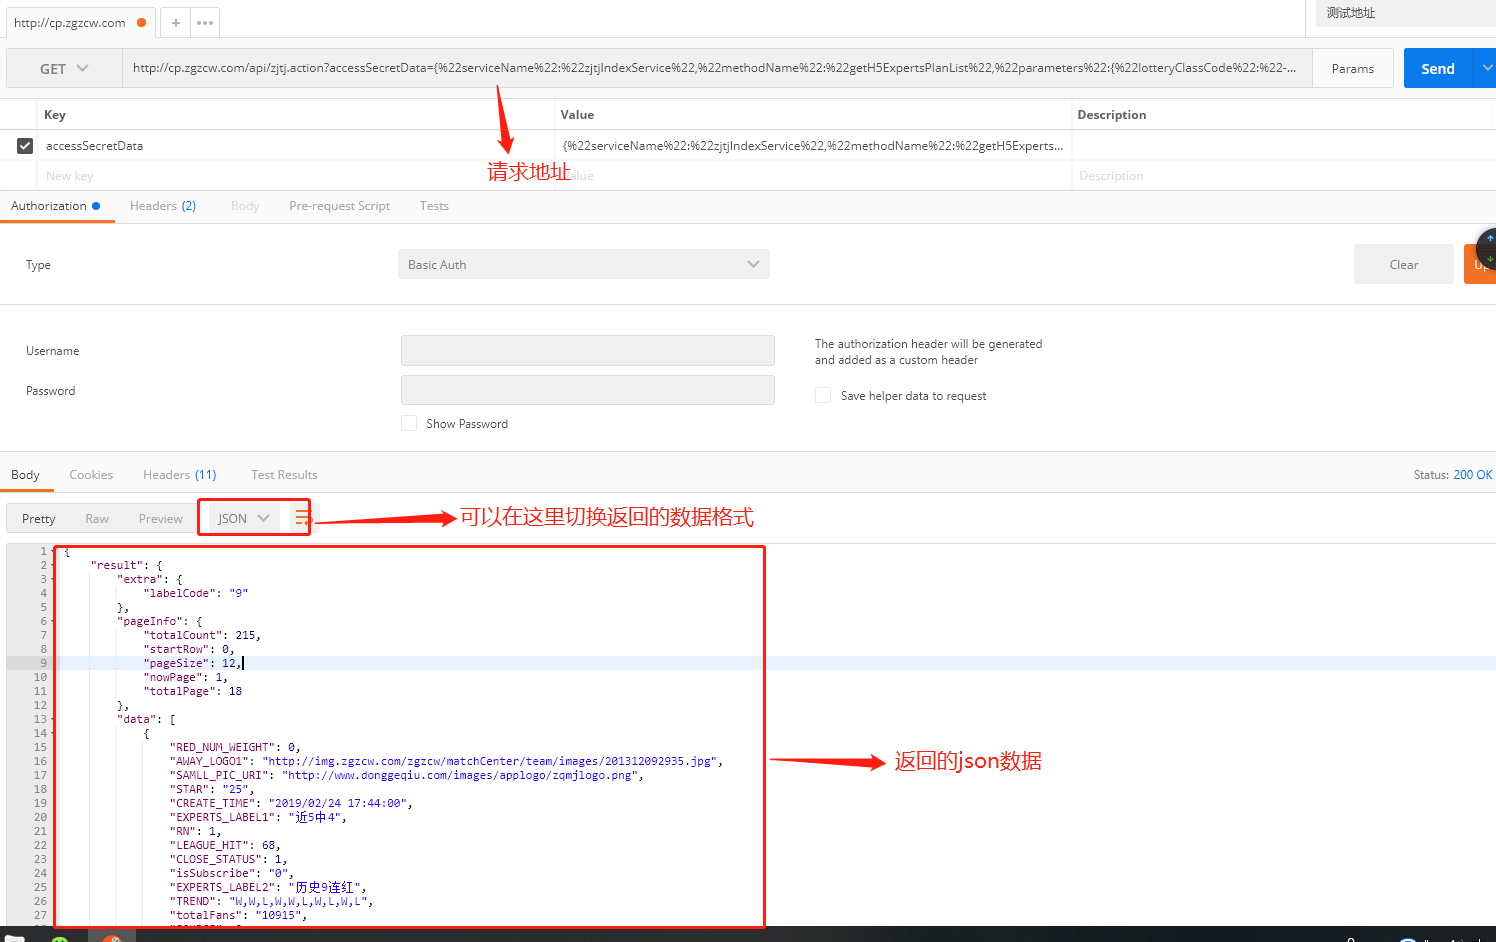 http://cp.zgzcw.com
测试地址
GET
http://cp.zgzcw.com/api/zjtj.action?accessSecretData={%22serviceName%22:%22zjtjIndexService%22,%22methodName%22:%22getH5ExpertsPlanList%22,%22parameters%22:{%22lotteryClassCode%22:%22-...
Params
Send
Key
Value
Description
accessSecretData
{%22serviceName%22:%22zjtjIndexService%22,%22methodName%22:%22getH5Experts...
New key
请求地址
Description
Authorization
Headers (2)
Body
Pre-request Script
Tests
Type
Basic Auth
Clear
Username
The authorization header will be generated
and added as a custom header
Password
Save helper data to request
Show Password
Body
Cookies
Headers (11)
Test Results
Status: 200 OK
Pretty
Raw
Preview
JSON
可以在这里切换返回的数据格式
1 {
2 "result": {
3 "extra": {
4 "labelCode": "9"
5 },
6 "pageInfo": {
7 "totalCount": 215,
8 "startRow": 0,
9 "pageSize": 12,
10 "nowPage": 1,
11 "totalPage": 18
12 },
13 "data": [
14 {
15 "RED_NUM_WEIGHT": 0,
16 "AWAY_LOGO1": "http://img.zgzcw.com/zgzcw/matchCenter/team/images/201312092935.jpg",
17 "SAMLL_PIC_URI": "http://www.donggeqiu.com/images/applogo/zqmjlogo.png",
18 "STAR": "25",
19 "CREATE_TIME": "2019/02/24 17:44:00",
20 "EXPERTS_LABEL1": "近5中4",
21 "RN": 1,
22 "LEAGUE_HIT": 68,
23 "CLOSE_STATUS": 1,
24 "isSubscribe": "0",
25 "EXPERTS_LABEL2": "历史9连红",
26 "TREND": "W,W,L,W,W,L,W,L,W,L",
27 "totalFans": "10915",
返回的json数据